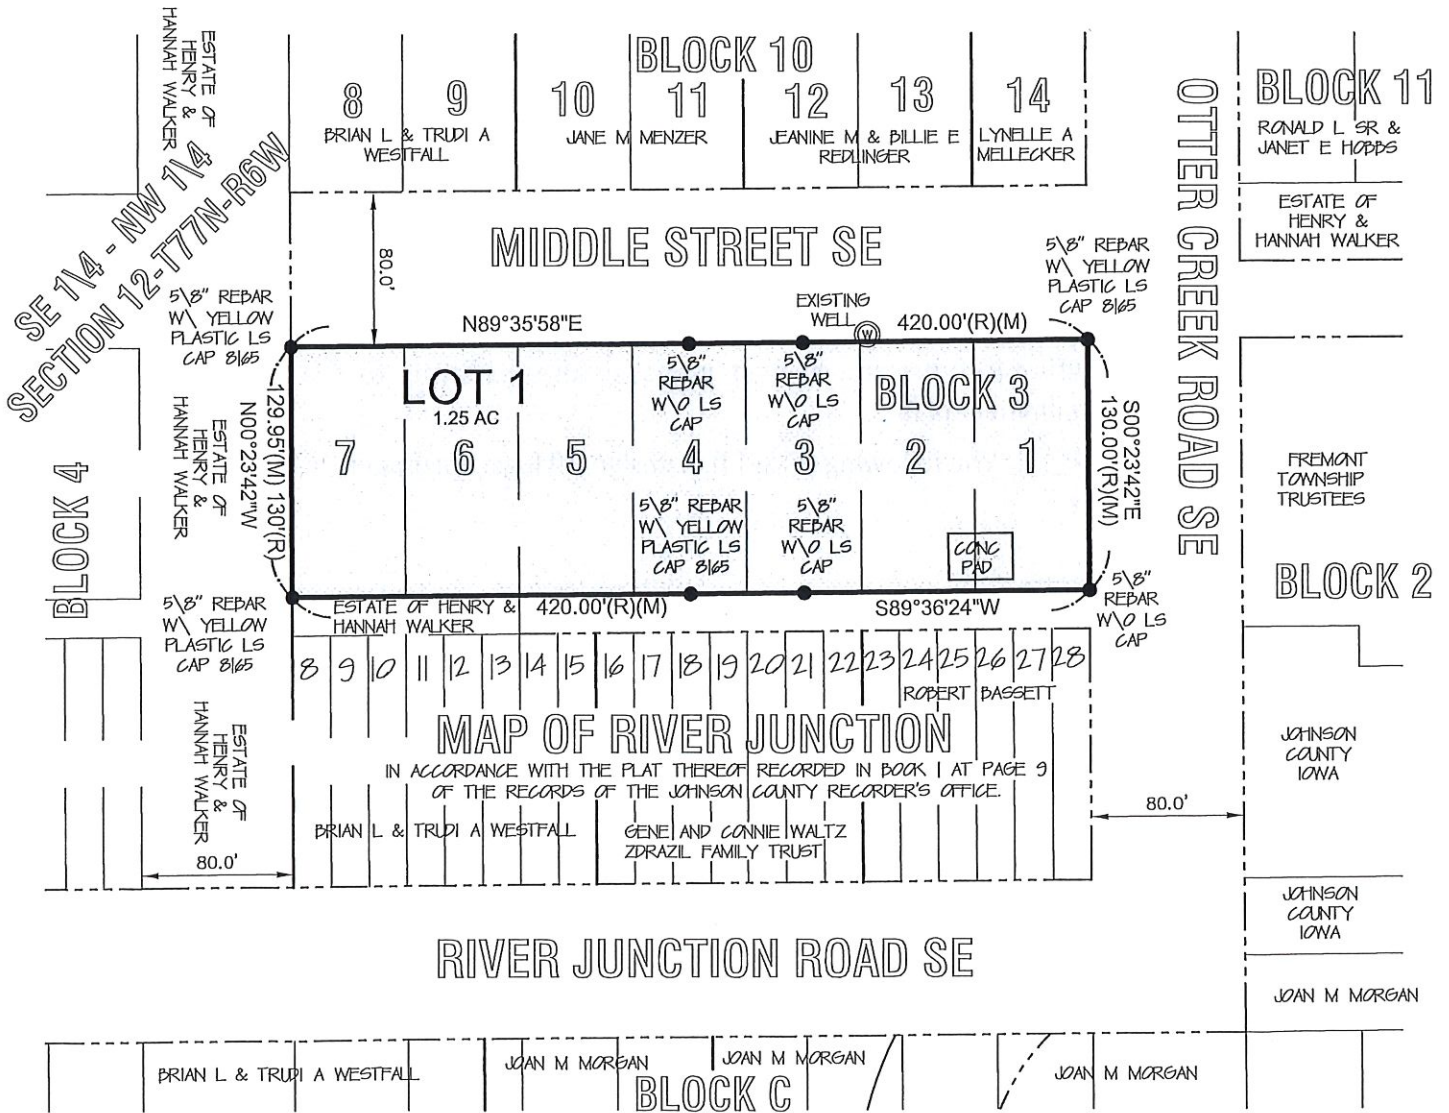 BLOCK 10
8
9
10
11
12
13
14
BRIAN L & TRUDI A
WESTFALL
JANE M MENZER
JEANINE M & BILLIE E
REDLINGER
LYNELLE A
MELLECKER
ESTATE OF
HENRY &
HANNAH WALKER
SE 1\4 - NW 1\4
SECTION 12-T77N-R6W
OTTER CREEK ROAD SE
BLOCK 11
RONALD L SR &
JANET E HOBBS
ESTATE OF
HENRY &
HANNAH WALKER
80.0'
MIDDLE STREET SE
5\8" REBAR
W\ YELLOW
PLASTIC LS
CAP 8165
5\8" REBAR
W\ YELLOW
PLASTIC LS
CAP 8165
N89°35'58"E
EXISTING
WELL
W
420.00'(R)(M)
LOT 1
1.25 AC
5\8"
REBAR
W\O LS
CAP
5\8"
REBAR
W\O LS
CAP
BLOCK 3
7
6
5
4
3
2
1
129.95'(M) 130'(R)
N00°23'42"W
ESTATE OF
HENRY &
HANNAH WALKER
BLOCK 4
S00°23'42"E
130.00'(R)(M)
FREMONT
TOWNSHIP
TRUSTEES
BLOCK 2
5\8" REBAR
W\ YELLOW
PLASTIC LS
CAP 8165
5\8"
REBAR
W\O LS
CAP
CONC
PAD
5\8" REBAR
W\ YELLOW
PLASTIC LS
CAP 8165
ESTATE OF HENRY &
HANNAH WALKER
420.00'(R)(M)
S89°36'24"W
5\8"
REBAR
W\O LS
CAP
8 9 10 11 12 13 14 15 16 17 18 19 20 21 22 23 24 25 26 27 28
ROBERT BASSETT
MAP OF RIVER JUNCTION
IN ACCORDANCE WITH THE PLAT THEREOF RECORDED IN BOOK 1 AT PAGE 9
OF THE RECORDS OF THE JOHNSON COUNTY RECORDER'S OFFICE.
BRIAN L & TRUDI A WESTFALL
GENE AND CONNIE WALTZ
ZDRAZIL FAMILY TRUST
ESTATE OF
HENRY &
HANNAH WALKER
80.0'
80.0'
JOHNSON
COUNTY
IOWA
RIVER JUNCTION ROAD SE
JOHNSON
COUNTY
IOWA
JOAN M MORGAN
BRIAN L & TRUDI A WESTFALL
JOAN M MORGAN
JOAN M MORGAN
JOAN M MORGAN
BLOCK C